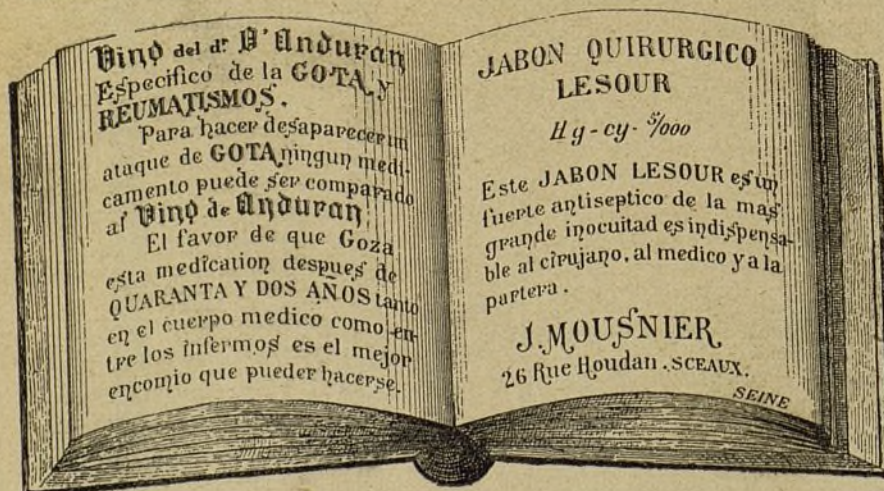 Vino del dr D'Anduran
Especifico de la GOTA y
REUMATISMOS.
Para hacer desaparecer un
ataque de GOTA ningun medi-
camento puede ser comparado
al Vino de Anduran
El favor de que Goza
esta medication despues de
QUARANTA Y DOS AÑOS tanto
en el cuerpo medico como en-
tre los infermos es el mejor
encomio que pueder hacerse.
JABON QUIRURGICO
LESOUR
Hg-cy-5/000
Este JABON LESOUR es un
fuerte antiseptico de la mas
grande inocuitad es indispensa-
ble al cirujano, al medico y a la
partera.
J. MOUSNIER
26 Rue Houdan. SCEAUX.
SEINE